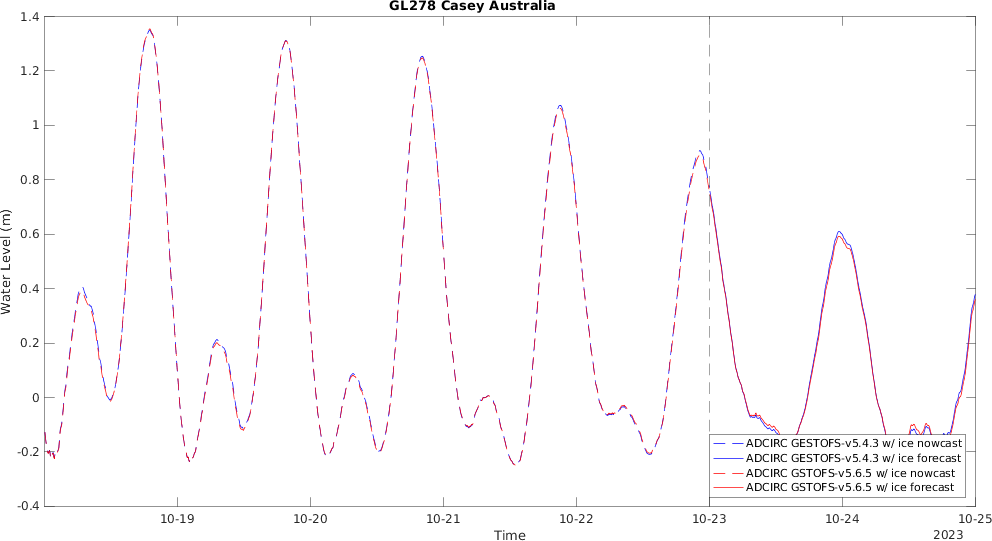 GL278 Casey Australia
1.4
1.2
1
0.8
0.6
0.4
0.2
0
-0.2
-0.4
Water Level (m)
ADCIRC GESTOFS-v5.4.3 w/ ice nowcast
ADCIRC GESTOFS-v5.4.3 w/ ice forecast
ADCIRC GSTOFS-v5.6.5 w/ ice nowcast
ADCIRC GSTOFS-v5.6.5 w/ ice forecast
10-19 10-20 10-21 10-22 10-23 10-24 10-25
Time
2023